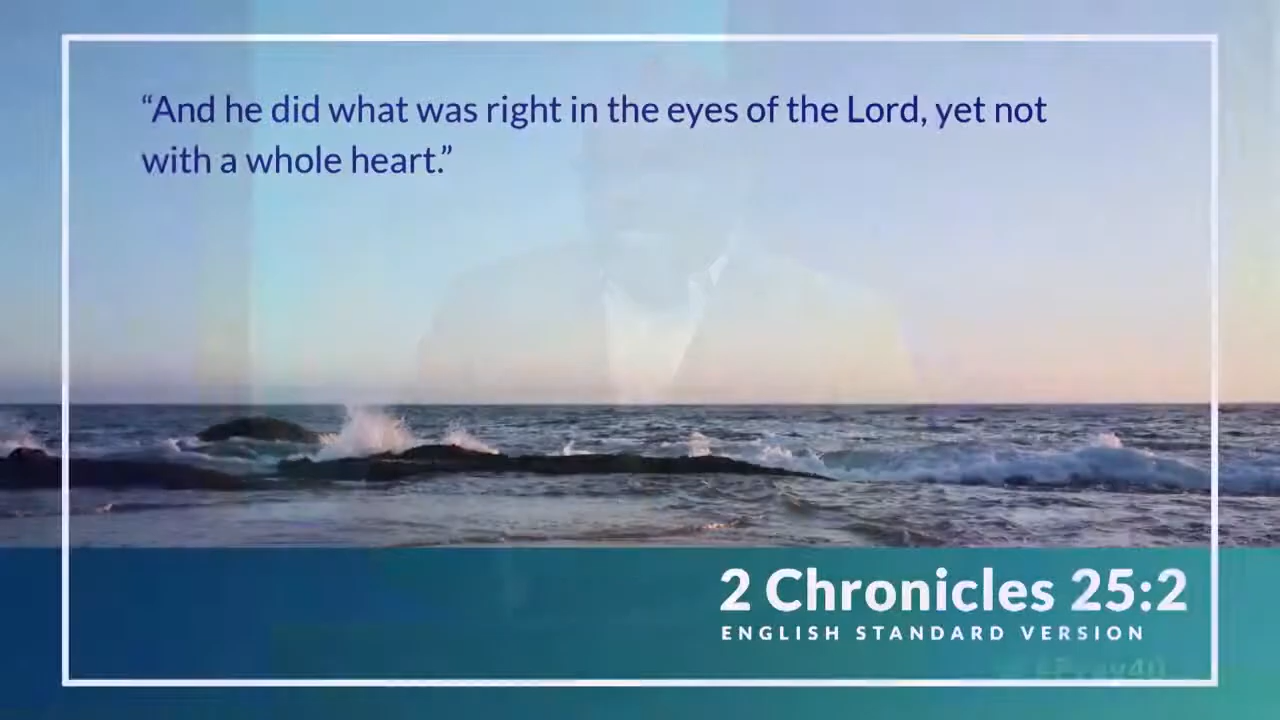 “And he did what was right in the eyes of the Lord, yet not
with a whole heart.”
2 Chronicles 25:2
ENGLISH STANDARD VERSION